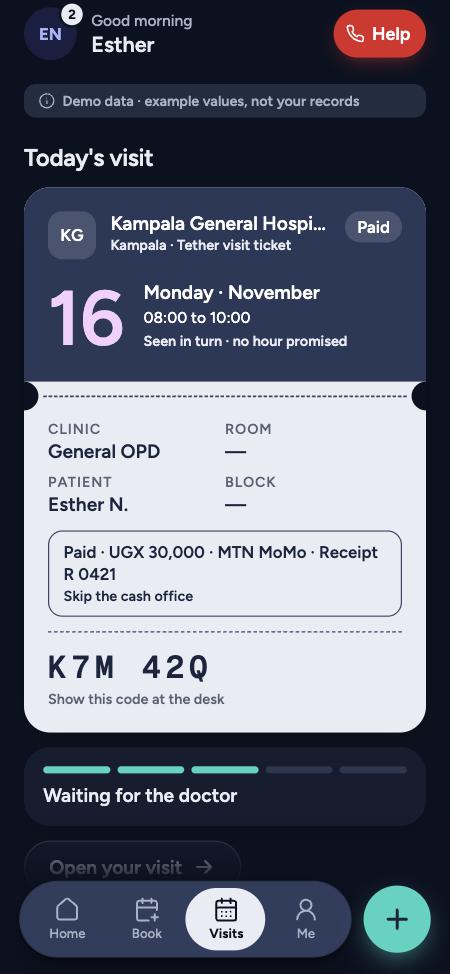 EN
2
Good morning
Esther
Help
Demo data · example values, not your records
Today's visit
KG
Kampala General Hospi...
Paid
Kampala · Tether visit ticket
16
Monday · November
08:00 to 10:00
Seen in turn · no hour promised
CLINIC
ROOM
General OPD
—
PATIENT
BLOCK
Esther N.
—
Paid · UGX 30,000 · MTN MoMo · Receipt
R 0421
Skip the cash office
K7M 42Q
Show this code at the desk
Waiting for the doctor
Open your visit →
Home
Book
Visits
Me